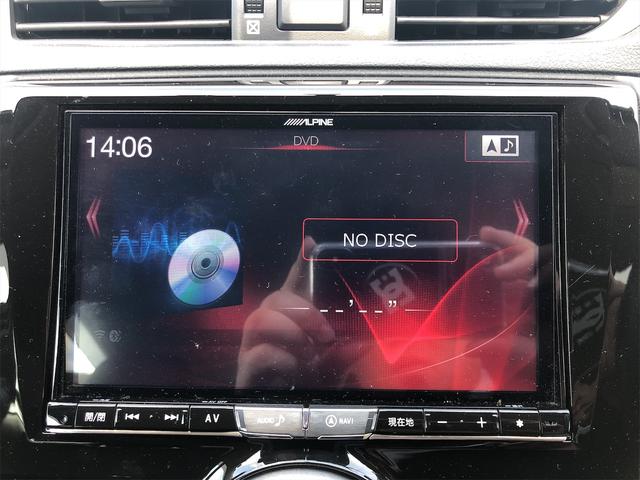 ALPINE
14:06
DVD
NO DISC
_ _ ' _ _ "
開/閉
AV
AUDIO
NAVI
現在地
- +
*